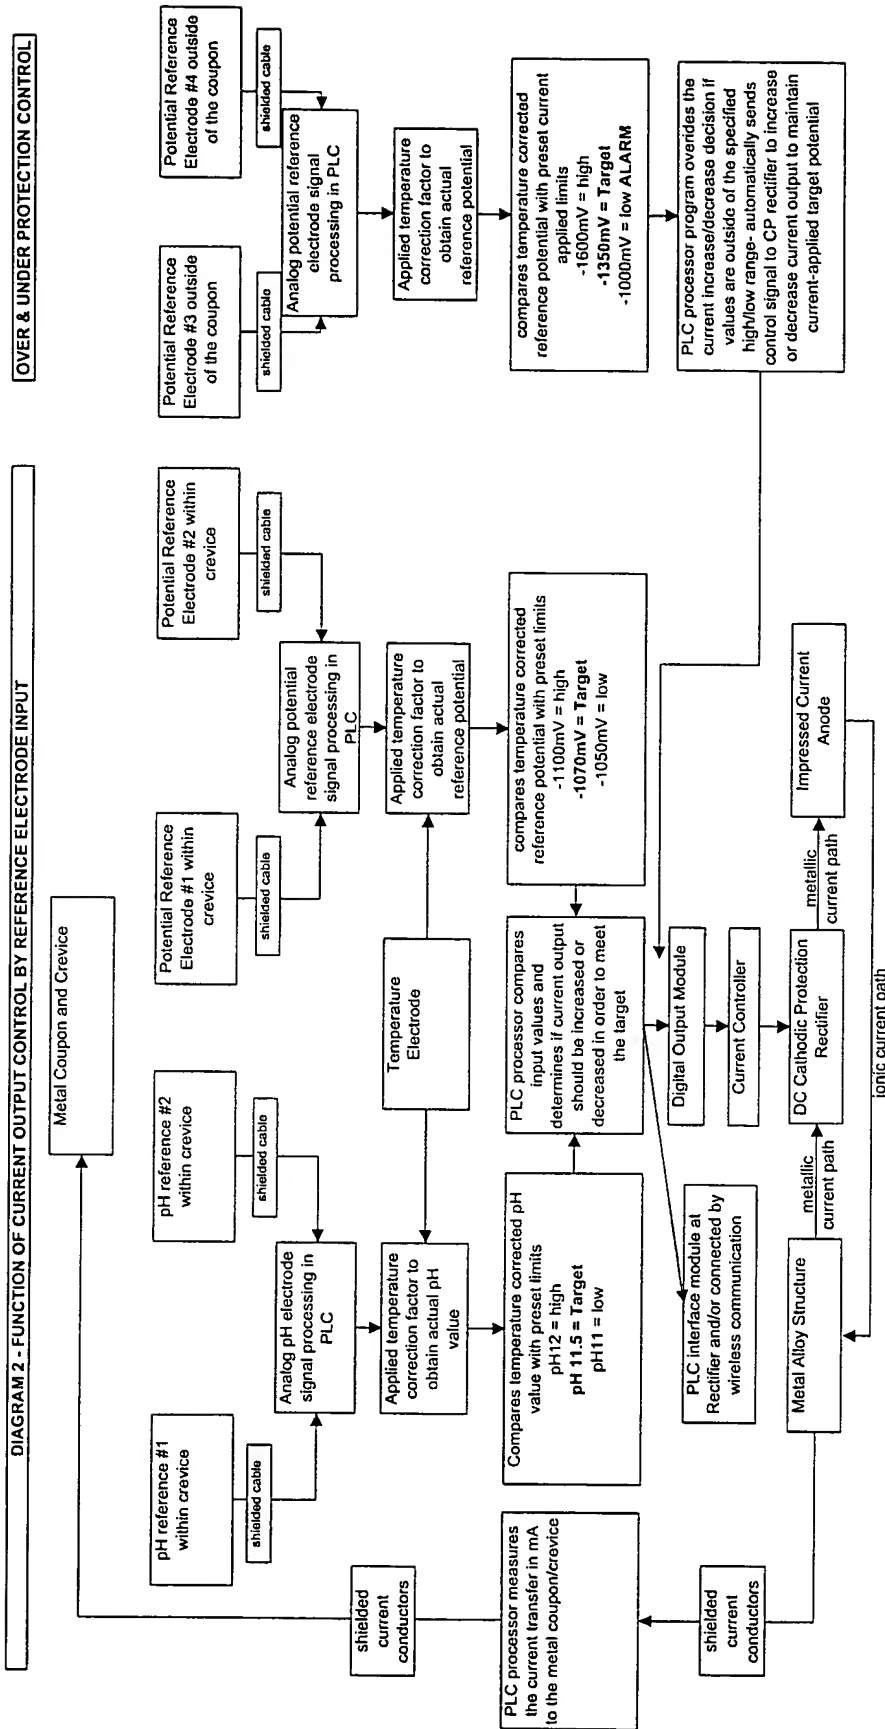 DIAGRAM 2 - FUNCTION OF CURRENT OUTPUT CONTROL BY REFERENCE ELECTRODE INPUT
OVER & UNDER PROTECTION CONTROL
Metal Coupon and Crevice
pH reference #1
within crevice
pH reference #2
within crevice
Potential Reference
Electrode #1 within
crevice
Potential Reference
Electrode #2 within
crevice
Potential Reference
Electrode #3 outside
of the coupon
Potential Reference
Electrode #4 outside
of the coupon
shielded cable
shielded cable
shielded cable
shielded cable
shielded cable
shielded cable
Analog pH electrode
signal processing in
PLC
Analog potential
reference electrode
signal processing in
PLC
Analog potential reference
electrode signal
processing in PLC
shielded
current
conductors
Applied temperature
correction factor to
obtain actual pH
value
Temperature
Electrode
Applied temperature
correction factor to
obtain actual
reference potential
Applied temperature
correction factor to
obtain actual
reference potential
PLC processor measures
the current transfer in mA
to the metal coupon/crevice
Compares temperature corrected pH
value with preset limits
pH12 = high
pH 11.5 = Target
pH11 = low
PLC processor compares
input values and
determines if current output
should be increased or
decreased in order to meet
the target
compares temperature corrected
reference potential with preset limits
-1100mV = high
-1070mV = Target
-1050mV = low
compares temperature corrected
reference potential with preset current
applied limits
-1600mV = high
-1350mV = Target
-1000mV = low ALARM
PLC processor program overides the
current increase/decrease decision if
values are outside of the specified
high/low range- automatically sends
control signal to CP rectifier to increase
or decrease current output to maintain
current-applied target potential
shielded
current
conductors
PLC interface module at
Rectifier and/or connected by
wireless communication
Digital Output Module
Current Controller
Metal Alloy Structure
metallic
current path
DC Cathodic Protection
Rectifier
metallic
current path
Impressed Current
Anode
ionic current path